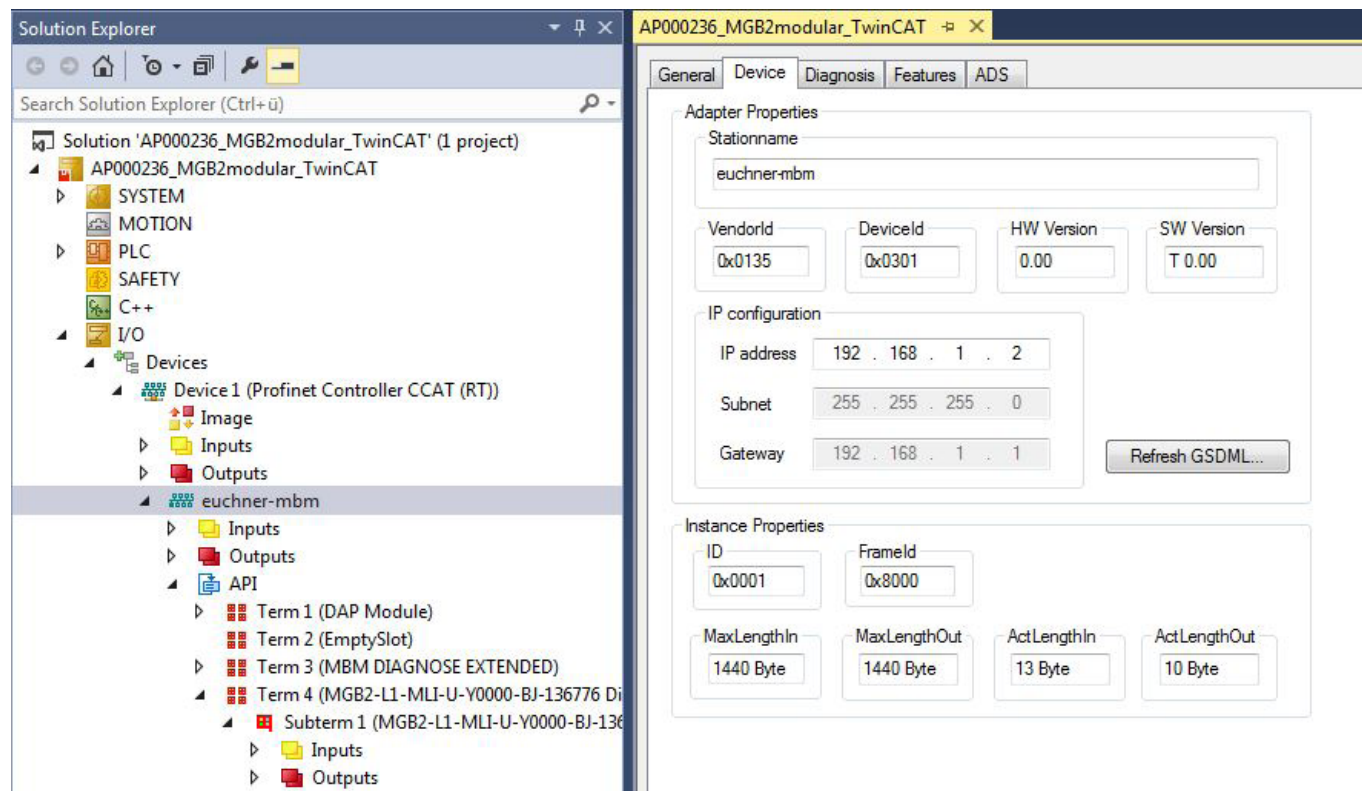 Solution Explorer
Search Solution Explorer (Ctrl+ü)
Solution 'AP000236_MGB2modular_TwinCAT' (1 project)
AP000236_MGB2modular_TwinCAT
SYSTEM
MOTION
PLC
SAFETY
C++
I/O
Devices
Device 1 (Profinet Controller CCAT (RT))
Image
Inputs
Outputs
euchner-mbm
Inputs
Outputs
API
Term 1 (DAP Module)
Term 2 (EmptySlot)
Term 3 (MBM DIAGNOSE EXTENDED)
Term 4 (MGB2-L1-MLI-U-Y0000-BJ-136776 Di
Subterm 1 (MGB2-L1-MLI-U-Y0000-BJ-136
Inputs
Outputs
AP000236_MGB2modular_TwinCAT
General Device Diagnosis Features ADS
Adapter Properties
Stationname
euchner-mbm
VendorId DeviceId HW Version SW Version
0x0135 0x0301 0.00 T 0.00
IP configuration
IP address 192 . 168 . 1 . 2
Subnet 255 . 255 . 255 . 0
Gateway 192 . 168 . 1 . 1
Refresh GSDML...
Instance Properties
ID FrameId
0x0001 0x8000
MaxLengthIn MaxLengthOut ActLengthIn ActLengthOut
1440 Byte 1440 Byte 13 Byte 10 Byte